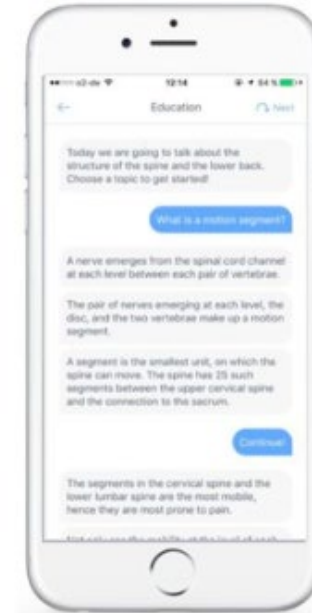 o2-de
12:14
84 %
Education
Next
Today we are going to talk about the
structure of the spine and the lower back.
Choose a topic to get started!
What is a motion segment?
A nerve emerges from the spinal cord channel
at each level between each pair of vertebrae.
The pair of nerves emerging at each level, the
disc, and the two vertebrae make up a motion
segment.
A segment is the smallest unit, on which the
spine can move. The spine has 25 such
segments between the upper cervical spine
and the connection to the sacrum.
Continue!
The segments in the cervical spine and the
lower lumbar spine are the most mobile,
hence they are most prone to pain.